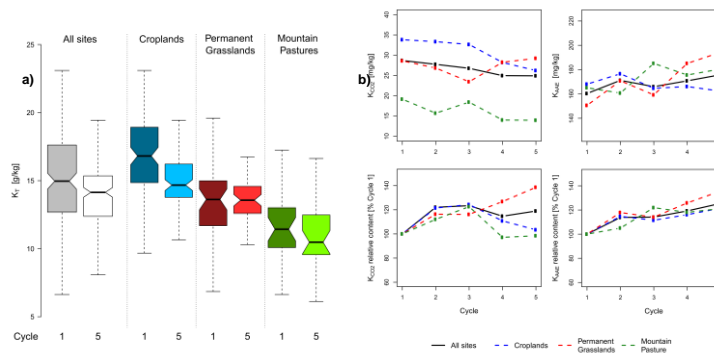 All sites
Croplands
Permanent
Grasslands
Mountain
Pastures
a)
K_T [g/kg]
25
20
15
10
5
Cycle 1 5 1 5 1 5 1 5
b)
K_CO2 [mg/kg]
40
35
30
25
20
15
10
1 2 3 4 5
K_AAE [mg/kg]
220
200
180
160
140
1 2 3 4
K_CO2 relative content [% Cycle 1]
140
120
100
80
60
1 2 3 4 5
Cycle
K_AAE relative content [% Cycle 1]
140
120
100
80
60
1 2 3 4
Cycle
All sites
Croplands
Permanent
Grasslands
Mountain
Pasture